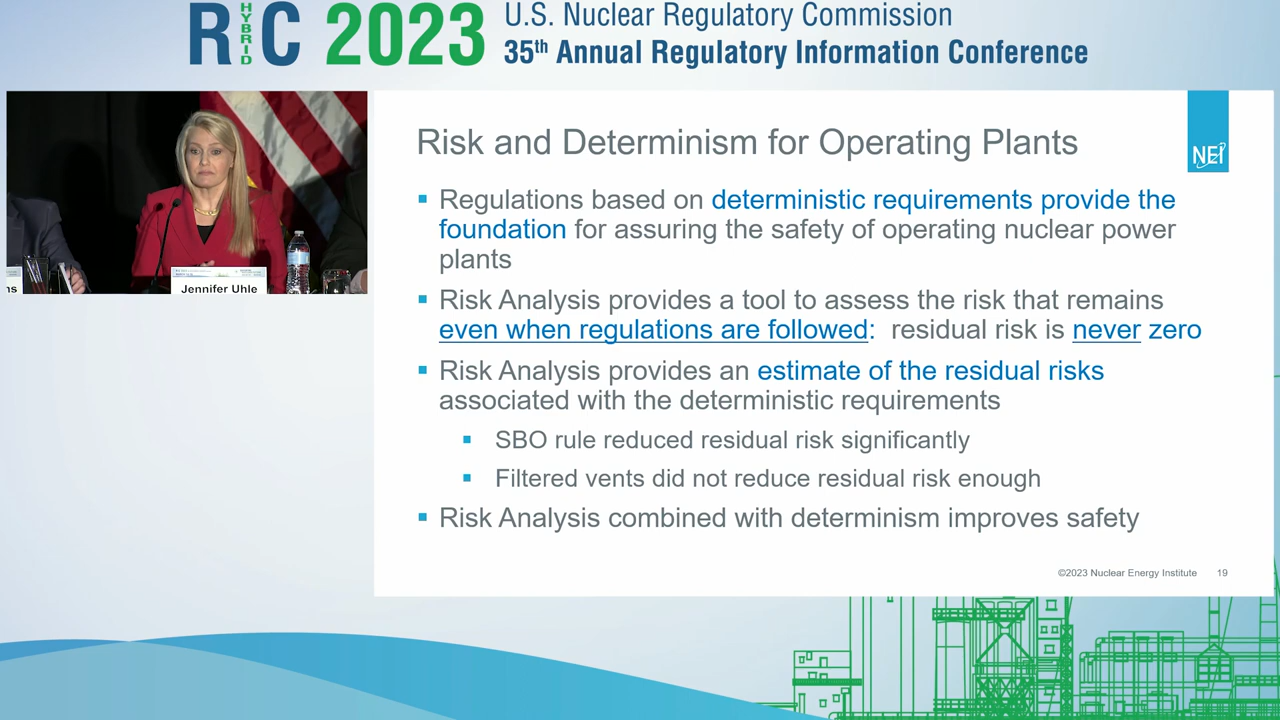 RIC HYBRID 2023
U.S. Nuclear Regulatory Commission
35th Annual Regulatory Information Conference
ns
Jennifer Uhle
NEI
Risk and Determinism for Operating Plants
▪ Regulations based on deterministic requirements provide the
foundation for assuring the safety of operating nuclear power
plants
▪ Risk Analysis provides a tool to assess the risk that remains
even when regulations are followed: residual risk is never zero
▪ Risk Analysis provides an estimate of the residual risks
associated with the deterministic requirements
▪ SBO rule reduced residual risk significantly
▪ Filtered vents did not reduce residual risk enough
▪ Risk Analysis combined with determinism improves safety
©2023 Nuclear Energy Institute 19